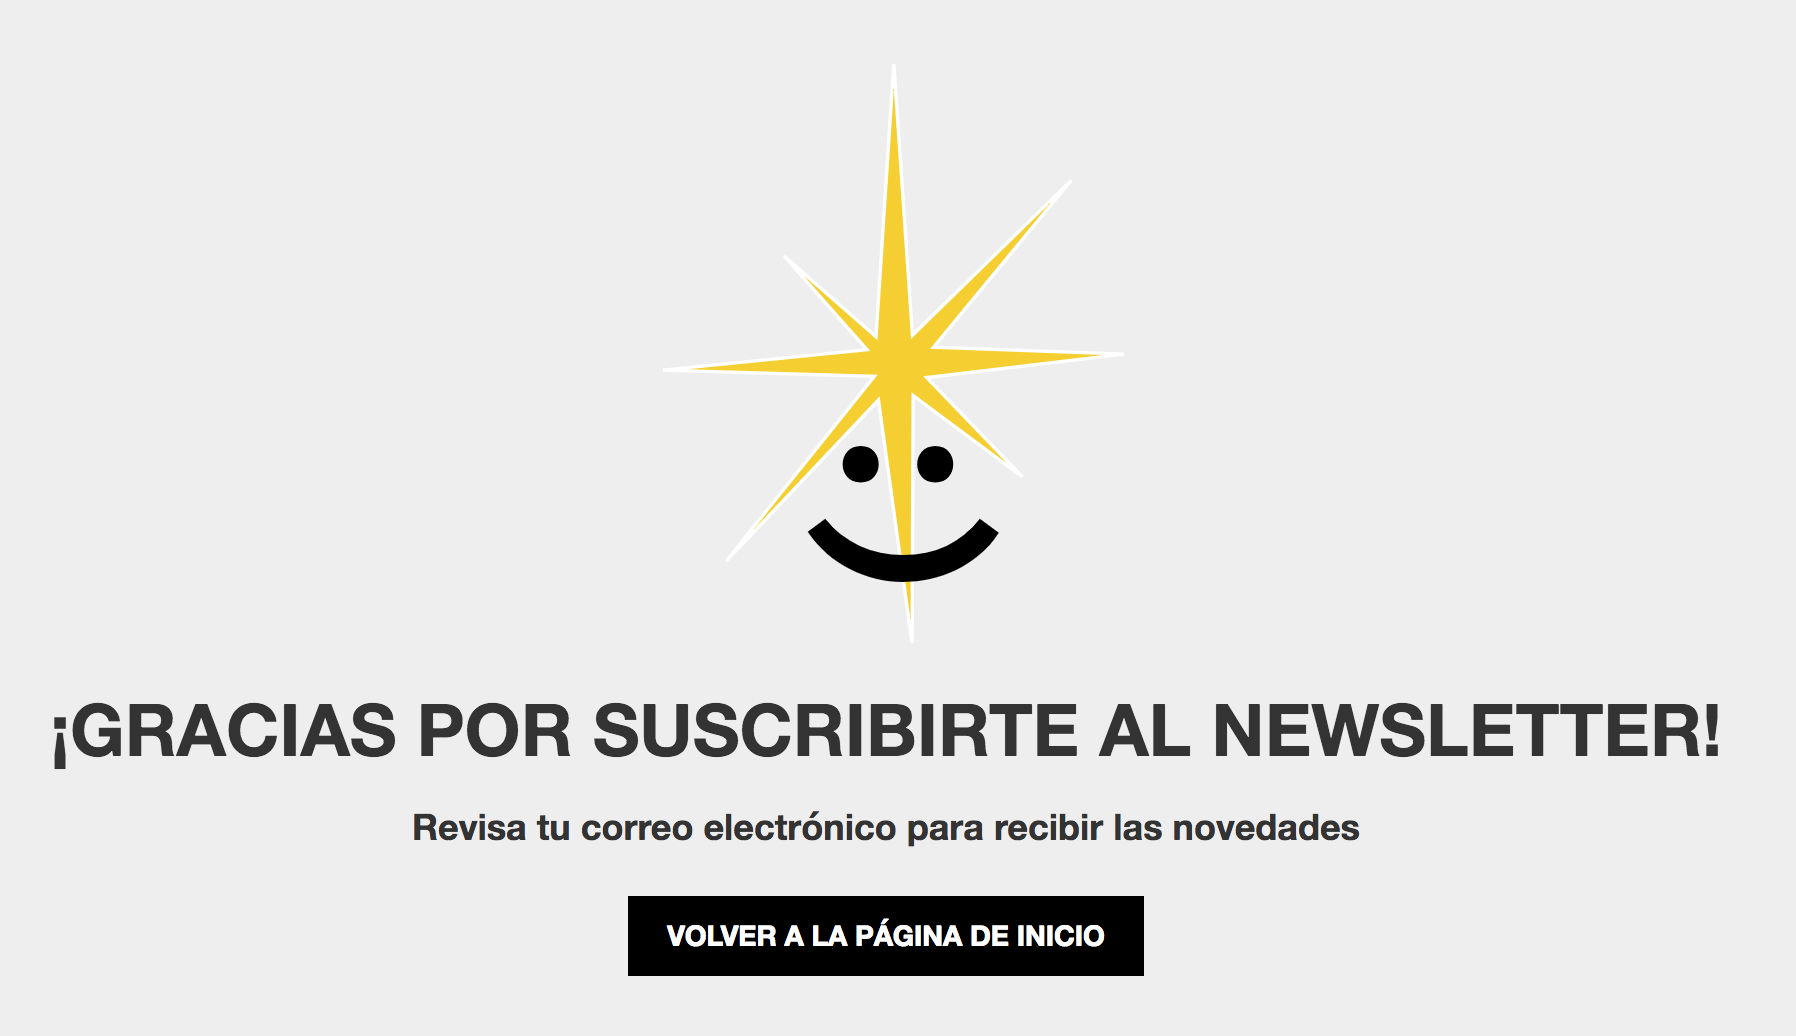 ¡GRACIAS POR SUSCRIBIRTE AL NEWSLETTER!
Revisa tu correo electrónico para recibir las novedades
VOLVER A LA PÁGINA DE INICIO